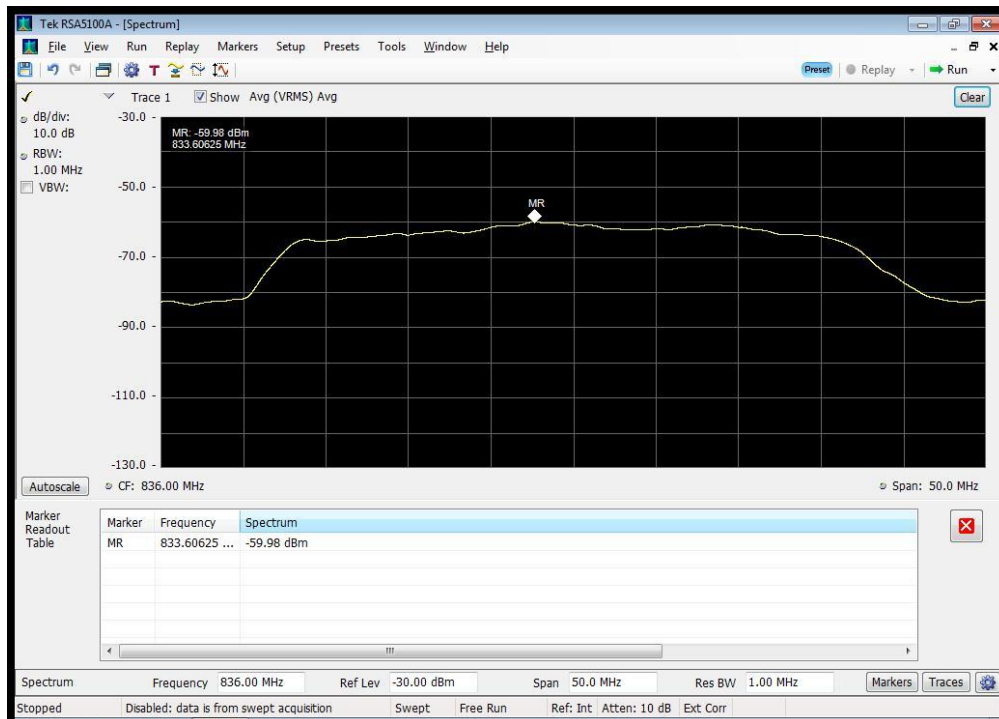 Tek RSA5100A - [Spectrum]
File View Run Replay Markers Setup Presets Tools Window Help
T Preset Replay Run
Trace 1 Show Avg (VRMS) Avg Clear
dB/div:
10.0 dB
RBW:
1.00 MHz
VBW:
-30.0
-50.0
-70.0
-90.0
-110.0
-130.0
MR: -59.98 dBm
833.60625 MHz
MR
Autoscale CF: 836.00 MHz Span: 50.0 MHz
Marker
Readout
Table
Marker Frequency Spectrum
MR 833.60625 ... -59.98 dBm
Spectrum Frequency 836.00 MHz Ref Lev -30.00 dBm Span 50.0 MHz Res BW 1.00 MHz Markers Traces
Stopped Disabled: data is from swept acquisition Swept Free Run Ref: Int Atten: 10 dB Ext Corr